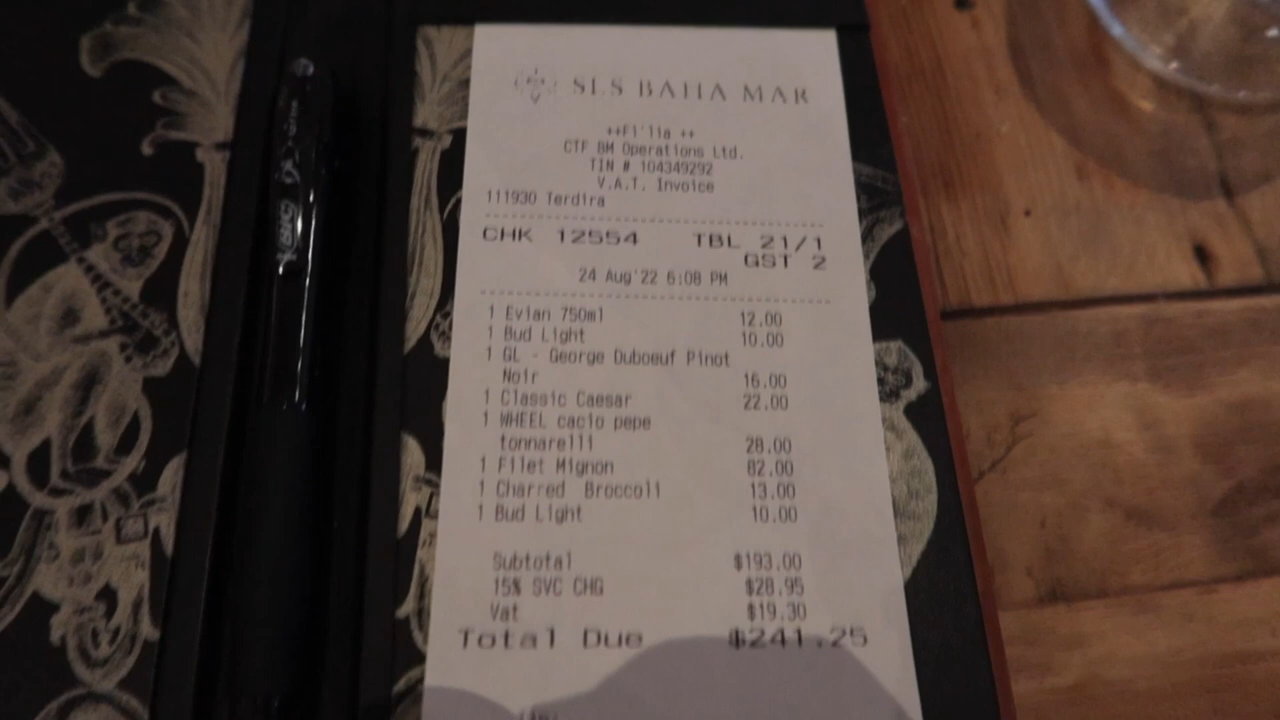 SLS BAHA MAR
++Fi'lia ++
CTF BM Operations Ltd.
TIN # 104349292
V.A.T. Invoice
111930 Terdira
CHK 12554 TBL 21/1
GST 2
24 Aug'22 6:08 PM
1 Evian 750ml 12.00
1 Bud Light 10.00
1 GL - George Duboeuf Pinot
Noir 16.00
1 Classic Caesar 22.00
1 WHEEL cacio pepe
tonnarelli 28.00
1 Filet Mignon 82.00
1 Charred Broccoli 13.00
1 Bud Light 10.00
Subtotal $193.00
15% SVC CHG $28.95
Vat $19.30
Total Due $241.25
BIC